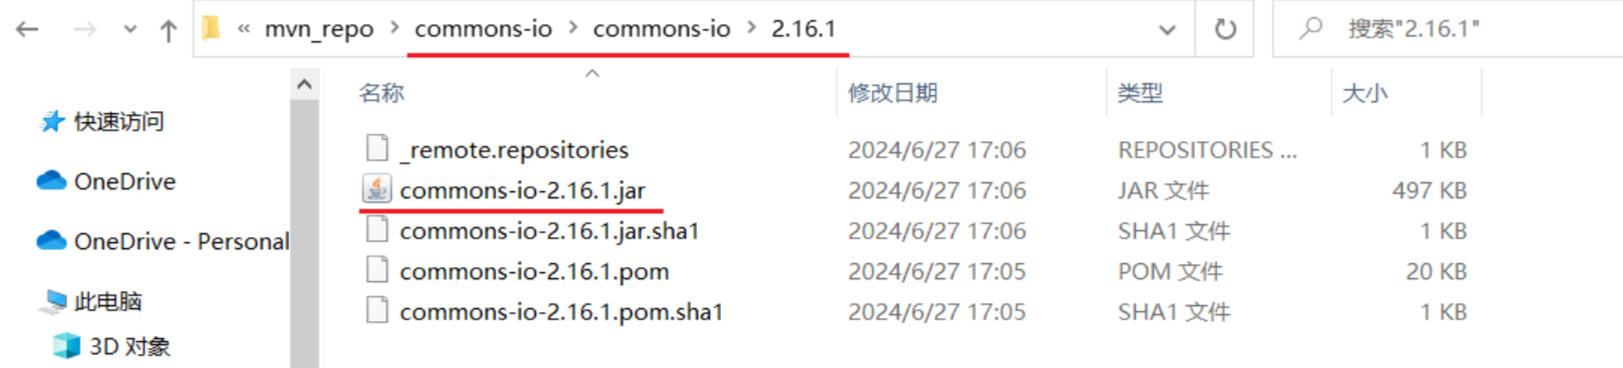 « mvn_repo > commons-io > commons-io > 2.16.1 搜索"2.16.1"
名称 修改日期 类型 大小
快速访问
OneDrive
OneDrive - Personal
此电脑
3D 对象
_remote.repositories 2024/6/27 17:06 REPOSITORIES ... 1 KB
commons-io-2.16.1.jar 2024/6/27 17:06 JAR 文件 497 KB
commons-io-2.16.1.jar.sha1 2024/6/27 17:06 SHA1 文件 1 KB
commons-io-2.16.1.pom 2024/6/27 17:05 POM 文件 20 KB
commons-io-2.16.1.pom.sha1 2024/6/27 17:05 SHA1 文件 1 KB